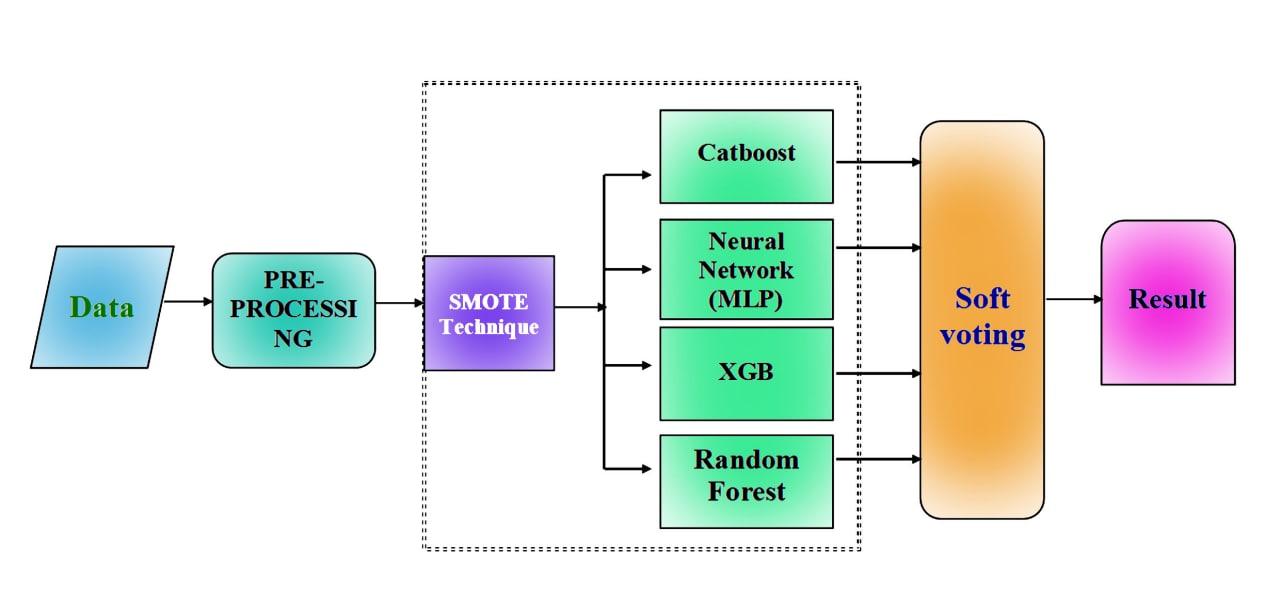 Data
PRE-
PROCESSI
NG
SMOTE
Technique
Catboost
Neural
Network
(MLP)
XGB
Random
Forest
Soft
voting
Result